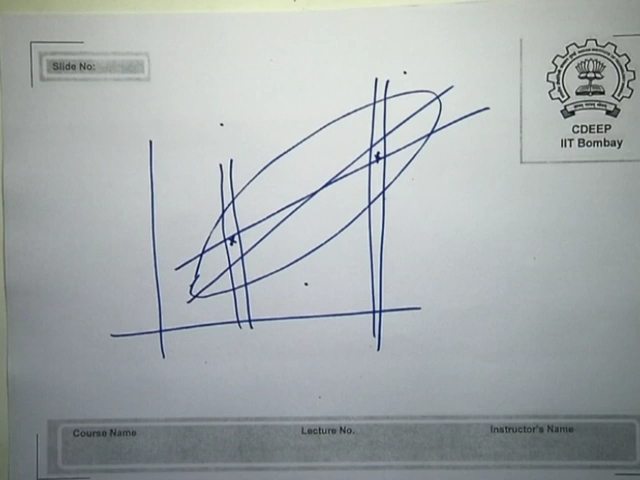 Slide No:
CDEEP
IIT Bombay
Course Name Lecture No. Instructor's Name